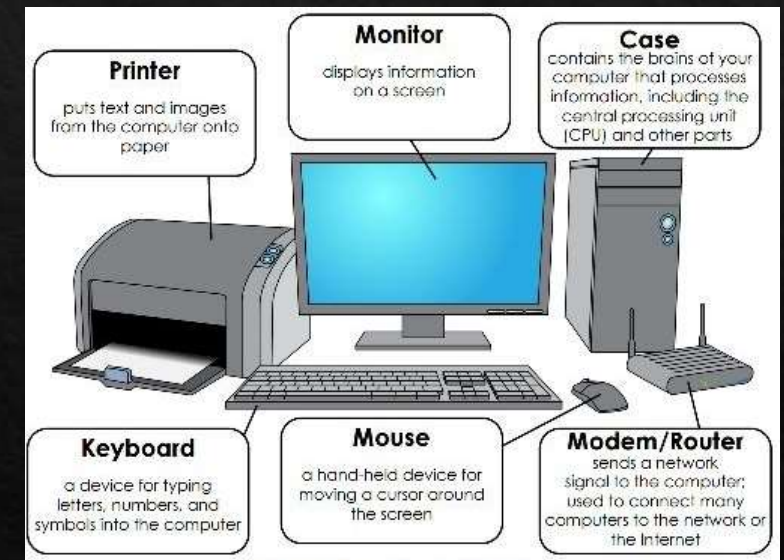 Printer
puts text and images
from the computer onto
paper
Monitor
displays information
on a screen
Case
contains the brains of your
computer that processes
information, including the
central processing unit
(CPU) and other parts
Keyboard
a device for typing
letters, numbers, and
symbols into the computer
Mouse
a hand-held device for
moving a cursor around
the screen
Modem/Router
sends a network
signal to the computer;
used to connect many
computers to the network or
the Internet